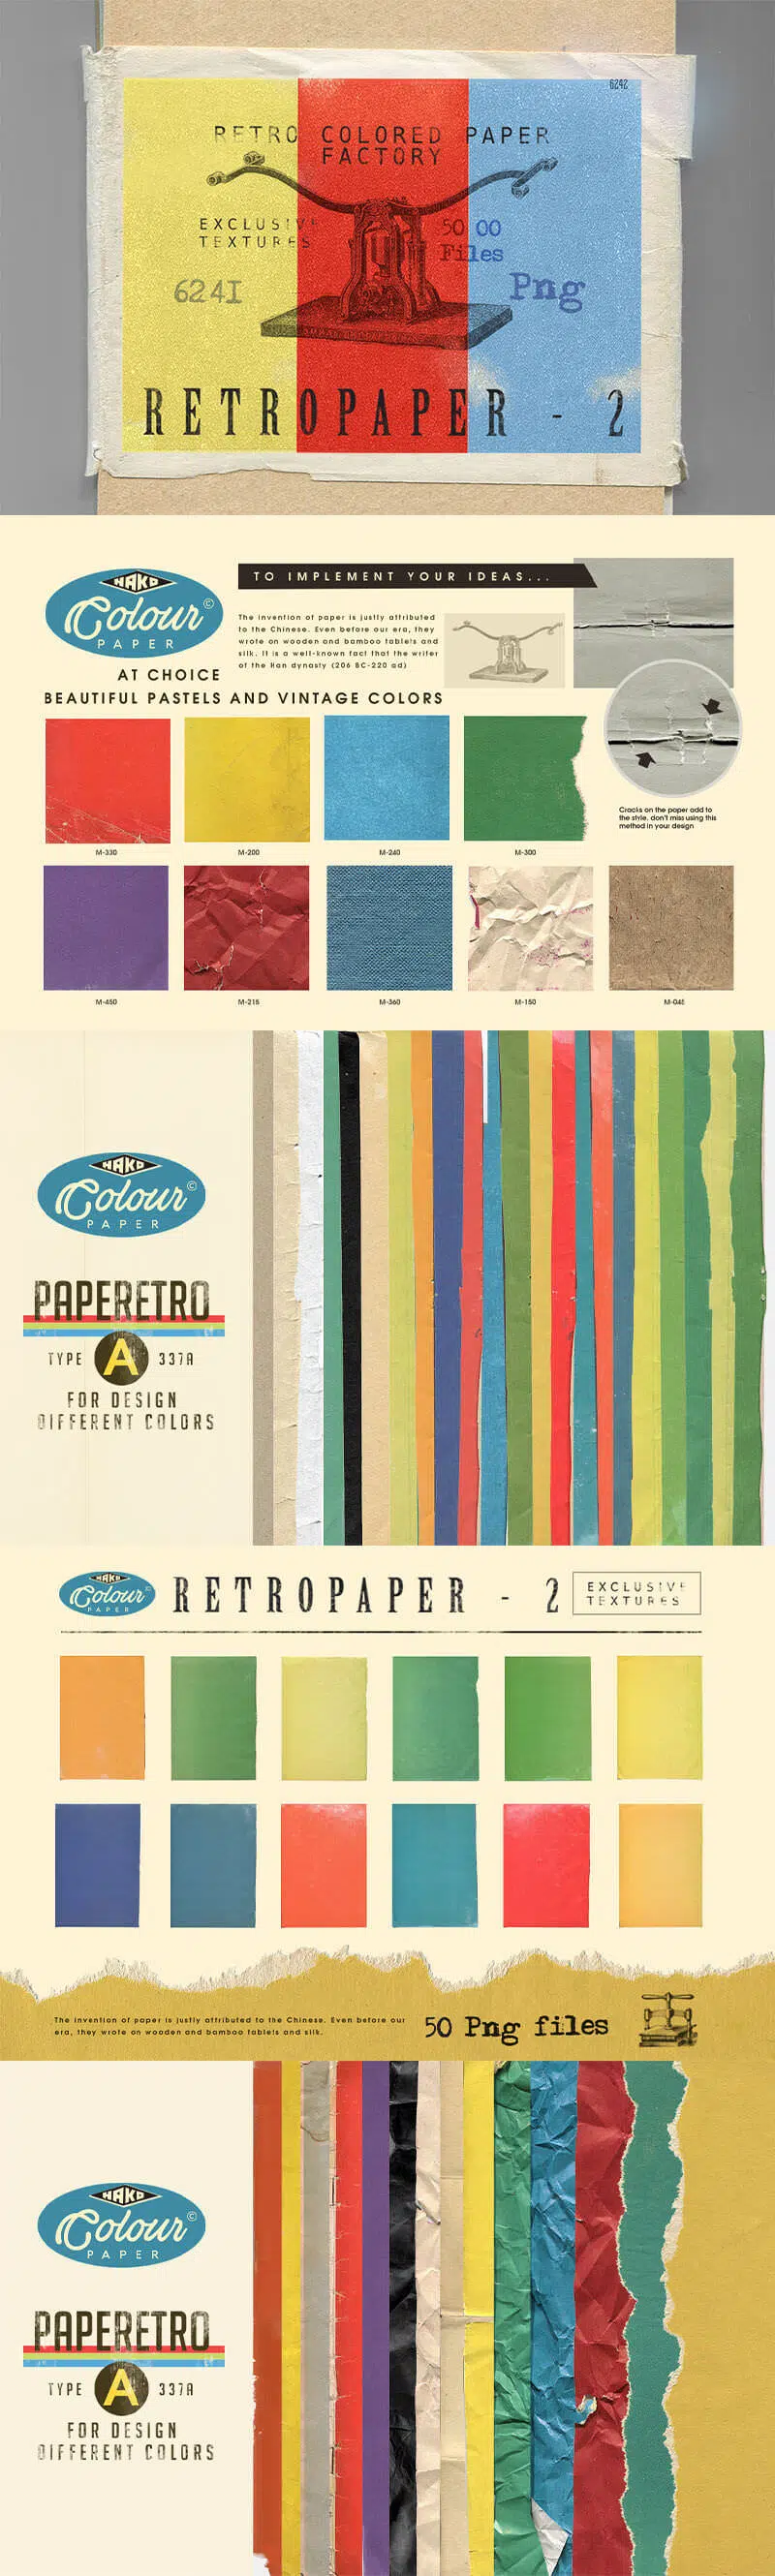 6242
RETRO COLORED PAPER
FACTORY
EXCLUSIVE
TEXTURES
50 00
Files
624I
Png
RETROPAPER - 2
HAKO
Colour©
PAPER
TO IMPLEMENT YOUR IDEAS...
The invention of paper is justly attributed
to the Chinese. Even before our era, they
wrote on wooden and bamboo tablets and
silk. It is a well-known fact that the writer
of the Han dynasty (206 BC-220 ad)
AT CHOICE
BEAUTIFUL PASTELS AND VINTAGE COLORS
Cracks on the paper add to
the style, don't miss using this
method in your design
M-330
M-200
M-240
M-300
M-450
M-215
M-360
M-150
M-041
HAKO
Colour©
PAPER
PAPERETRO
TYPE A 337A
FOR DESIGN
DIFFERENT COLORS
HAKO
Colour©
PAPER
RETROPAPER - 2
EXCLUSIVE
TEXTURES
The invention of paper is justly attributed to the Chinese. Even before our
era, they wrote on wooden and bamboo tablets and silk.
50 Png files
HAKO
Colour©
PAPER
PAPERETRO
TYPE A 337A
FOR DESIGN
DIFFERENT COLORS